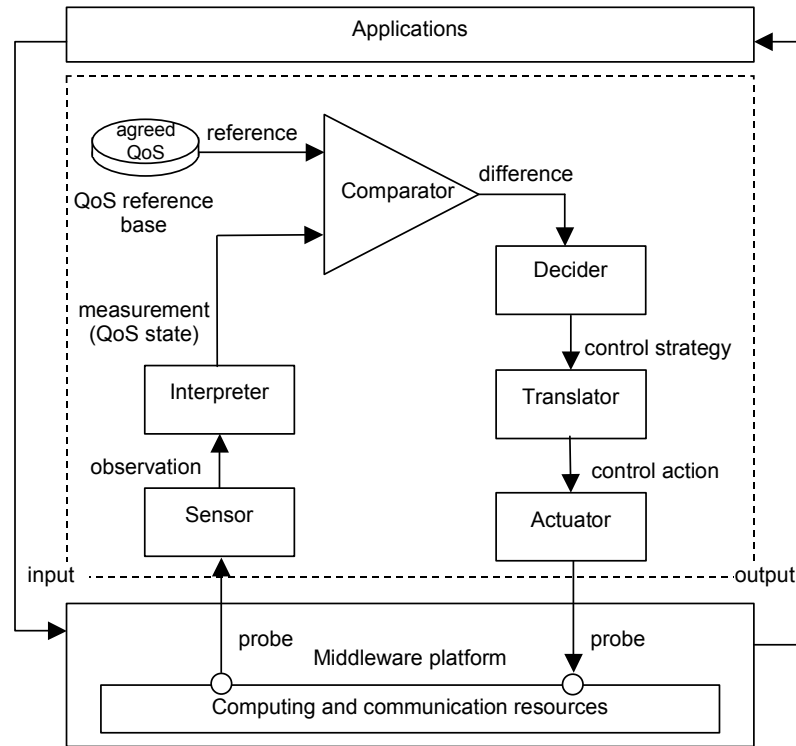 Applications
agreed
QoS
reference
QoS reference
base
Comparator
difference
Decider
measurement
(QoS state)
control strategy
Interpreter
Translator
observation
control action
Sensor
Actuator
input
output
probe
probe
Middleware platform
Computing and communication resources